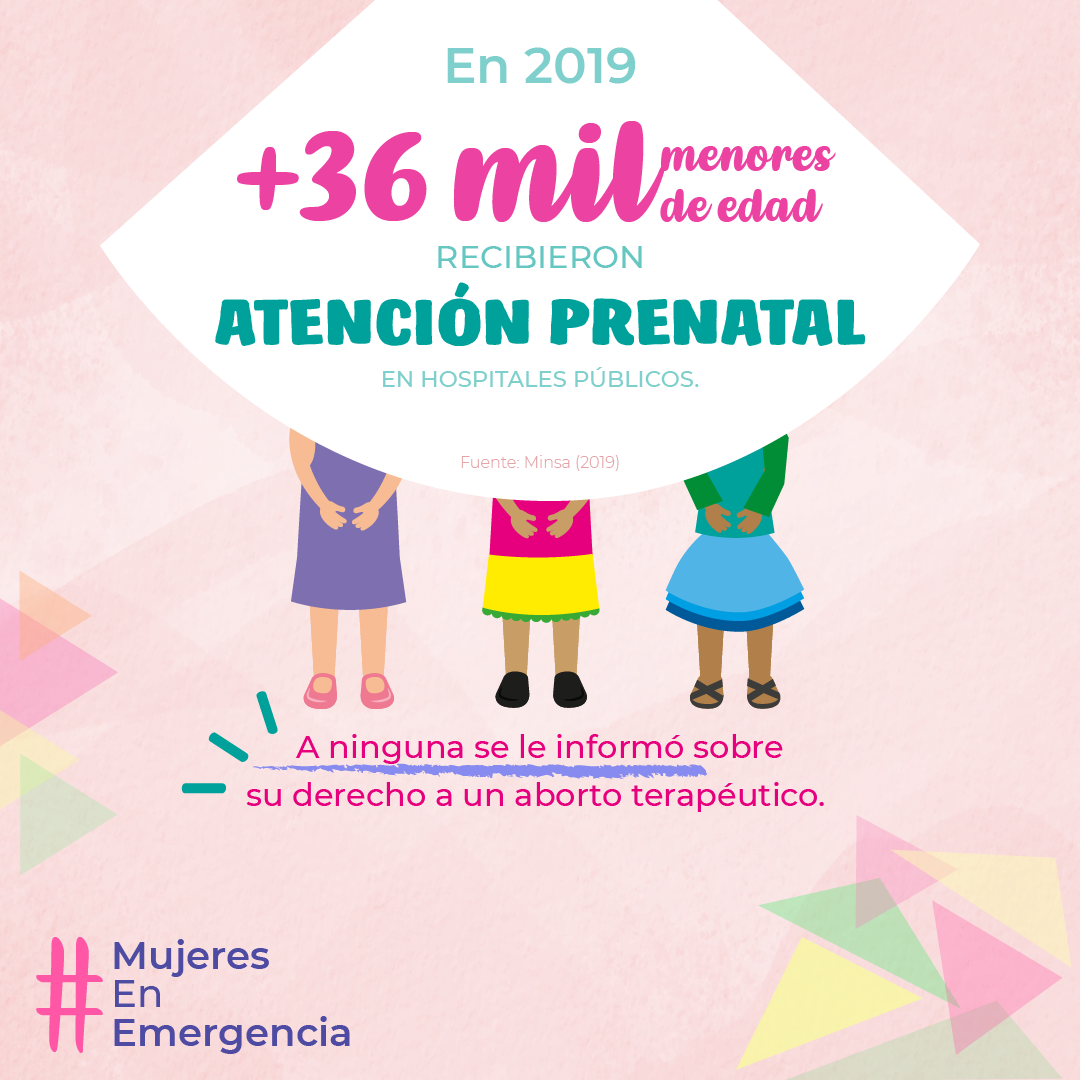 En 2019
+36 mil menores
de edad
RECIBIERON
ATENCIÓN PRENATAL
EN HOSPITALES PÚBLICOS.
Fuente: Minsa (2019)
A ninguna se le informó sobre
su derecho a un aborto terapéutico.
#Mujeres
En
Emergencia